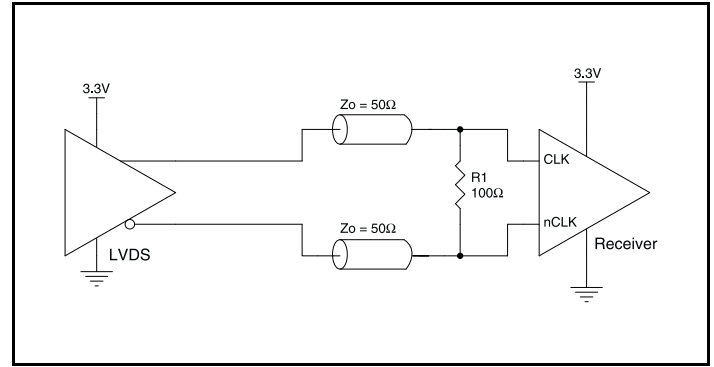 3.3V
3.3V
Zo = 50Ω
CLK
R1
100Ω
nCLK
Zo = 50Ω
Receiver
LVDS